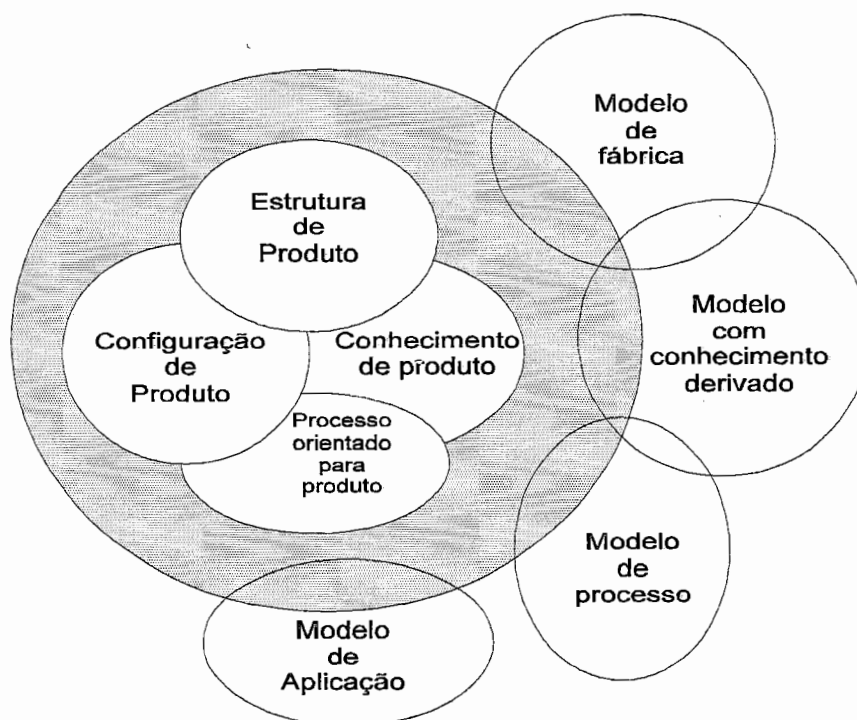 Modelo
de
fábrica
Estrutura
de
Produto
Modelo
com
conhecimento
derivado
Configuração
de
Produto
Conhecimento
de produto
Processo
orientado
para
produto
Modelo
de
processo
Modelo
de
Aplicação